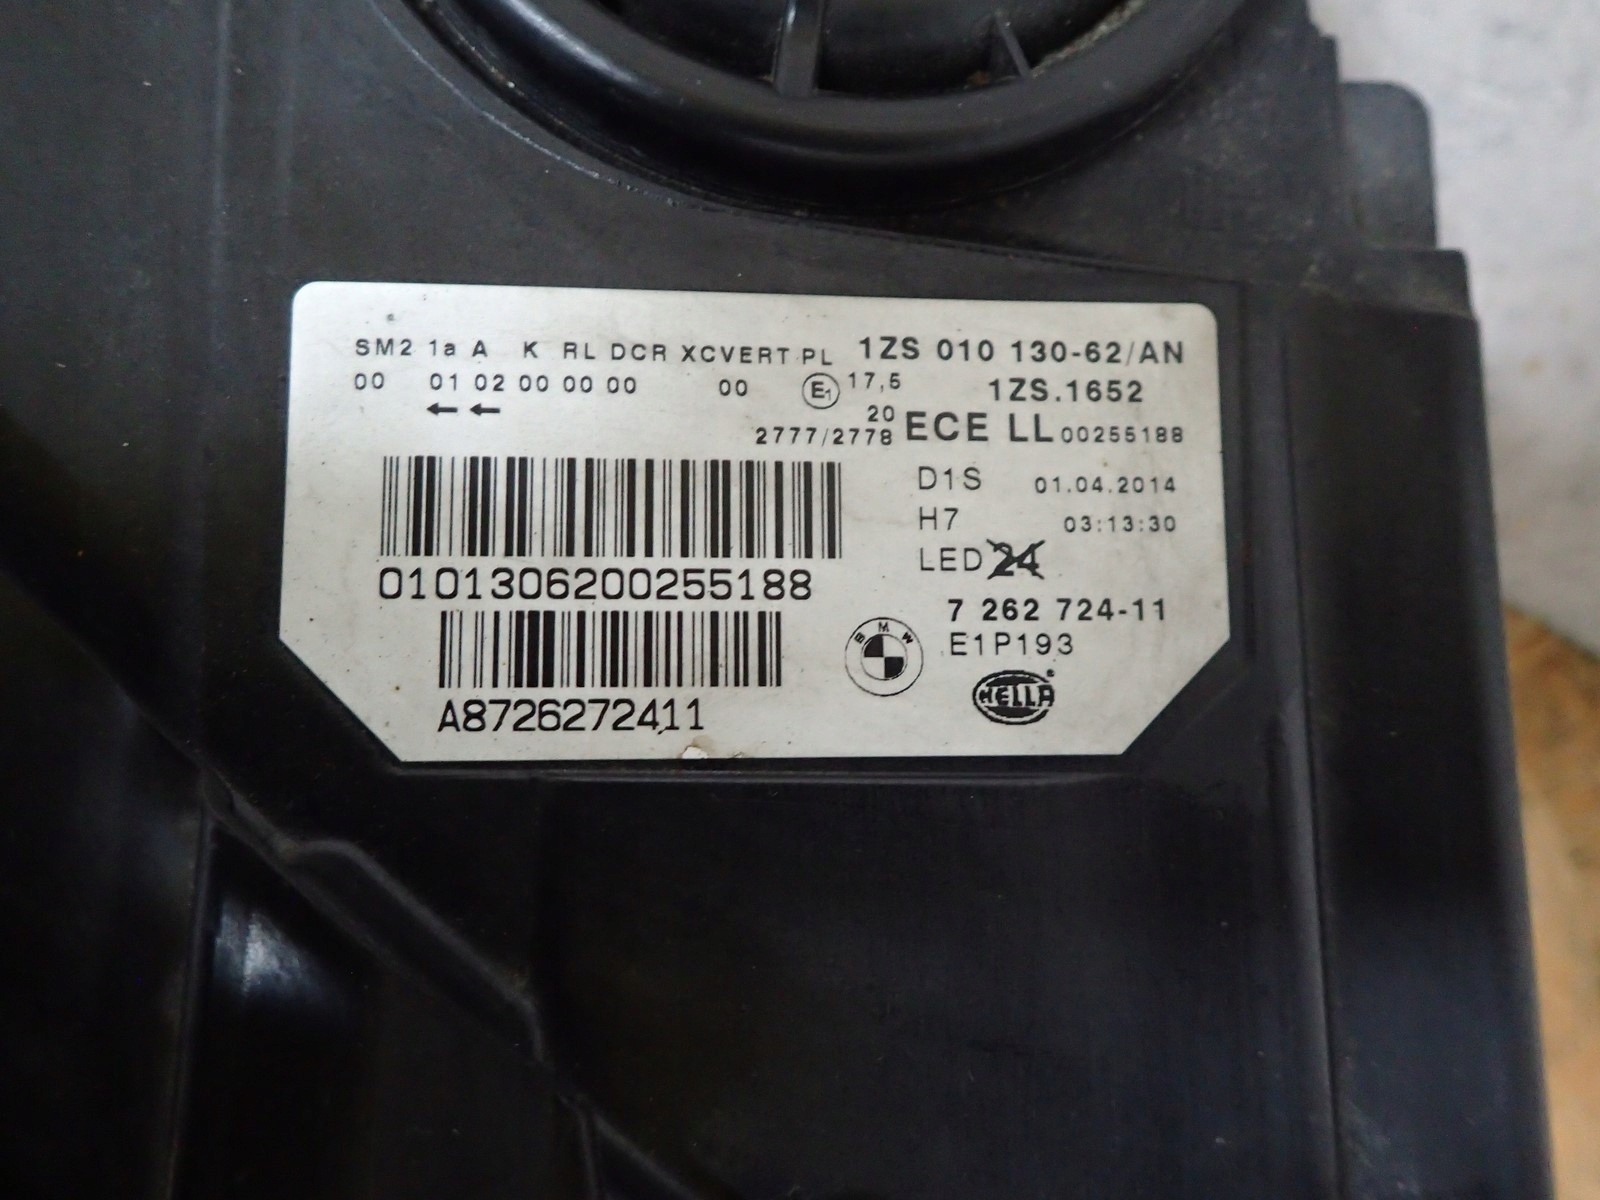 SM2 1a A K RL DCR XCVERT PL 1ZS 010 130-62/AN
00 01 02 00 00 00 00 E1 17,5 1ZS.1652
20
2777/2778 ECE LL 00255188
D1S 01.04.2014
H7 03:13:30
LED 24
0101306200255188
7 262 724-11
BMW E1P193
HELLA
A8726272411